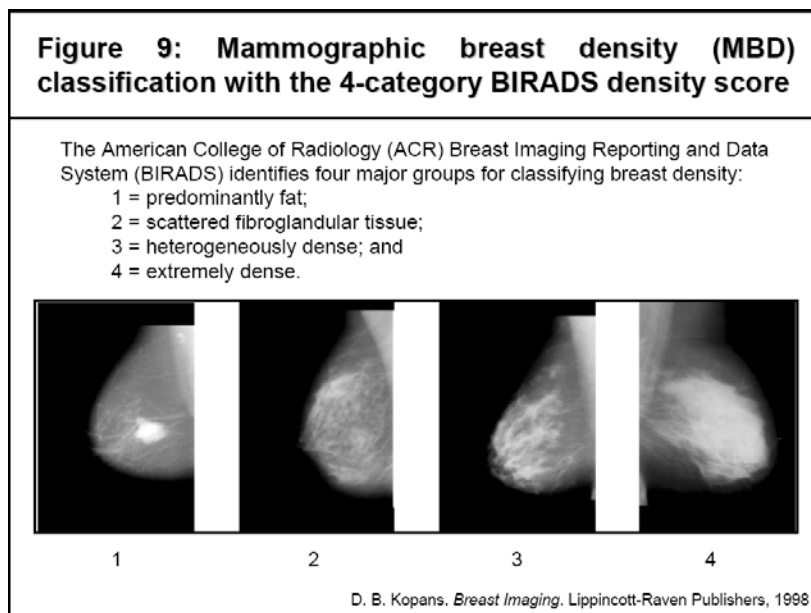 Figure 9: Mammographic breast density (MBD)
classification with the 4-category BIRADS density score
The American College of Radiology (ACR) Breast Imaging Reporting and Data
System (BIRADS) identifies four major groups for classifying breast density:
1 = predominantly fat;
2 = scattered fibroglandular tissue;
3 = heterogeneously dense; and
4 = extremely dense.
1 2 3 4
D. B. Kopans. Breast Imaging. Lippincott-Raven Publishers, 1998